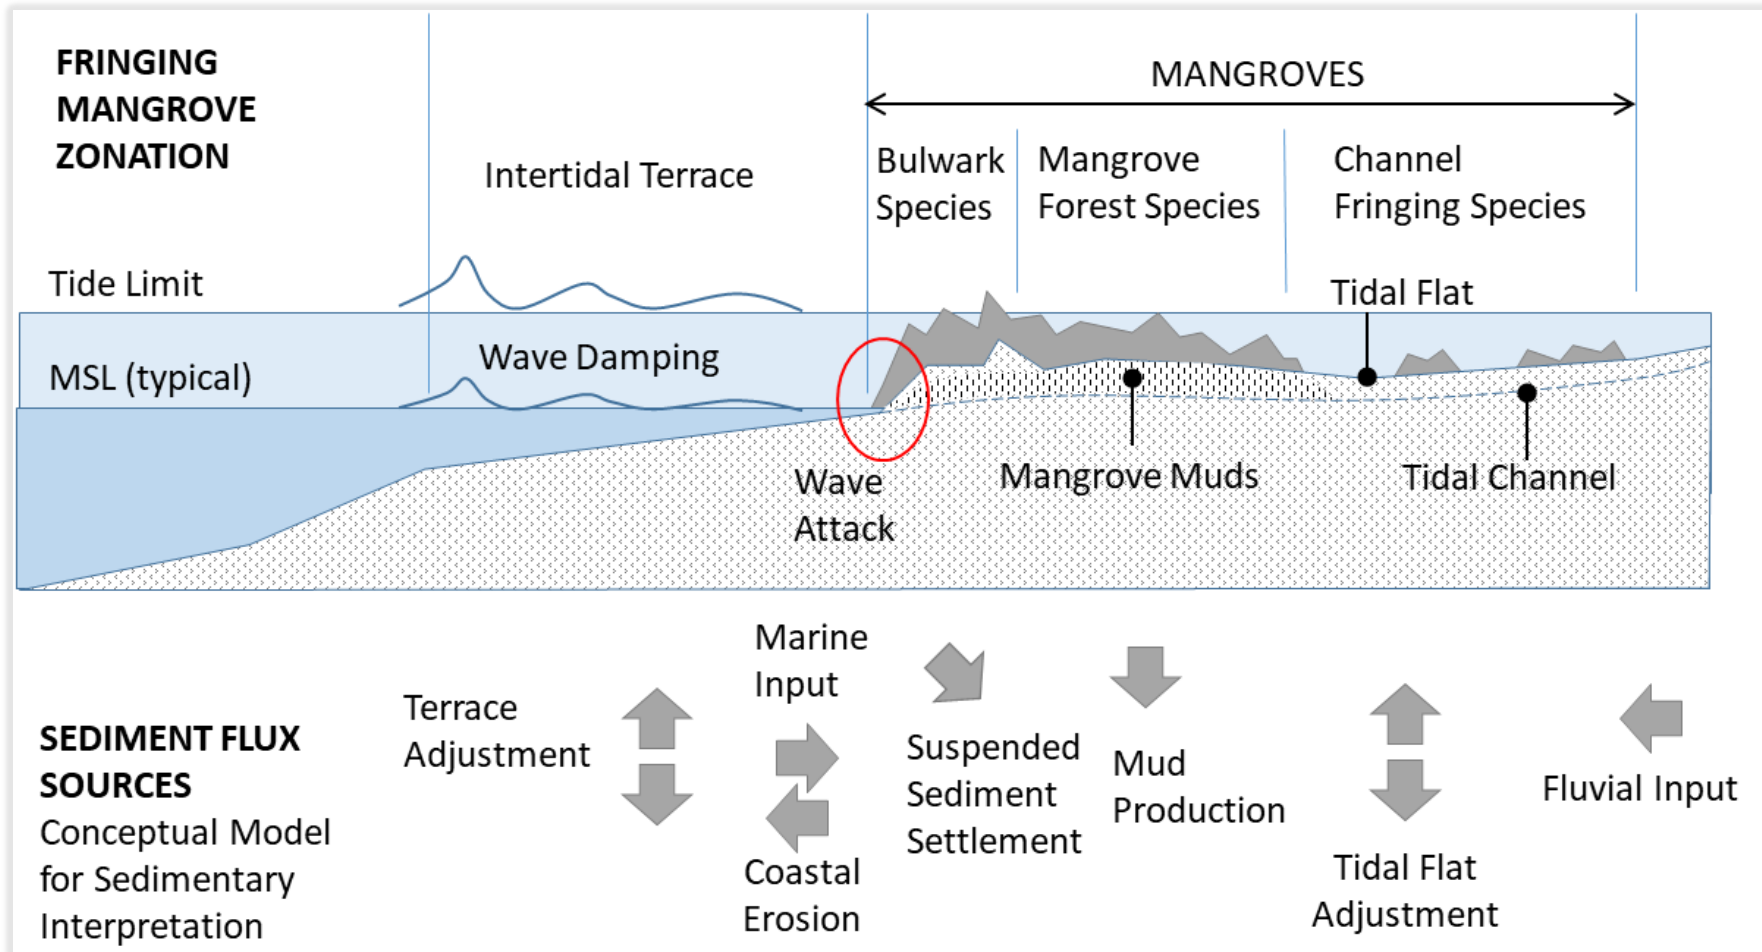 FRINGING
MANGROVE
ZONATION
MANGROVES
Intertidal Terrace
Bulwark
Species
Mangrove
Forest Species
Channel
Fringing Species
Tide Limit
Tidal Flat
MSL (typical)
Wave Damping
Wave
Attack
Mangrove Muds
Tidal Channel
SEDIMENT FLUX
SOURCES
Conceptual Model
for Sedimentary
Interpretation
Terrace
Adjustment
Marine
Input
Coastal
Erosion
Suspended
Sediment
Settlement
Mud
Production
Tidal Flat
Adjustment
Fluvial Input